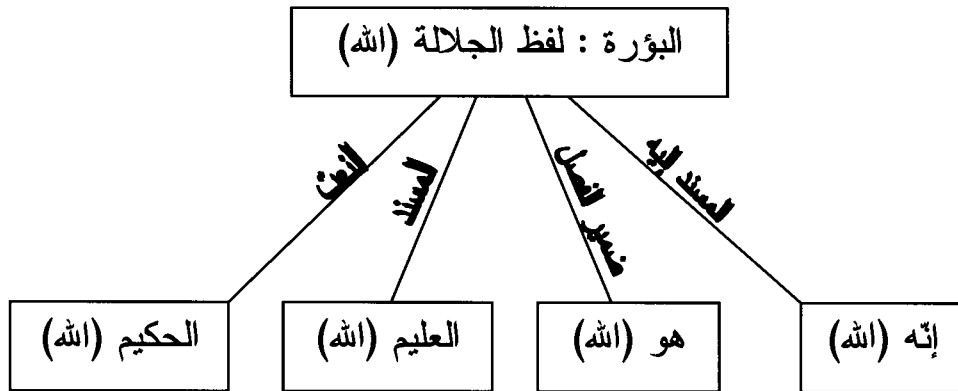 البؤرة : لفظ الجلالة (الله)
المسند إليه
ضمير الفصل
المسند
النعت
إنّه (الله)
هو (الله)
العليم (الله)
الحكيم (الله)